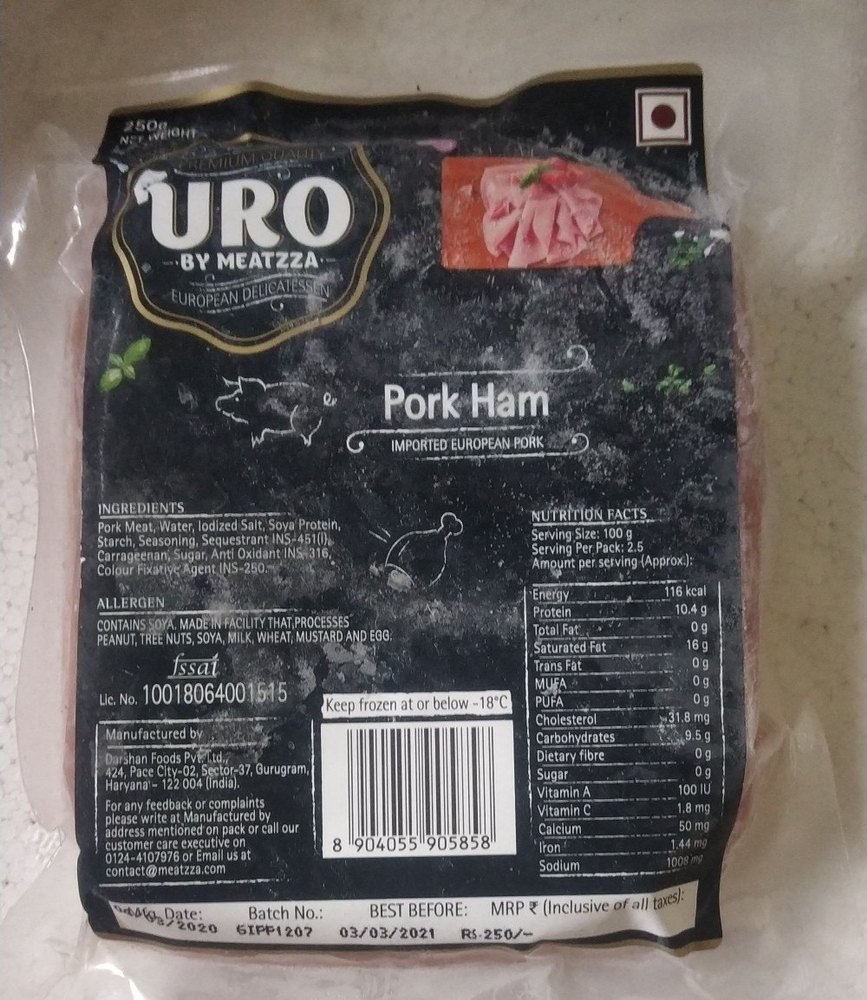 250g
NET WEIGHT
PREMIUM QUALITY
URO
BY MEATZZA
EUROPEAN DELICATESSEN
Pork Ham
IMPORTED EUROPEAN PORK
INGREDIENTS
Pork Meat, Water, Iodized Salt, Soya Protein,
Starch, Seasoning, Sequestrant INS-451(i),
Carrageenan, Sugar, Anti Oxidant INS-316,
Colour Fixative Agent INS-250.
ALLERGEN
CONTAINS SOYA. MADE IN FACILITY THAT PROCESSES
PEANUT, TREE NUTS, SOYA, MILK, WHEAT, MUSTARD AND EGG.
fssai
Lic. No. 10018064001515
Manufactured by
Darshan Foods Pvt. Ltd.,
424, Pace City-02, Sector-37, Gurugram,
Haryana - 122 004 (India).
For any feedback or complaints
please write at Manufactured by
address mentioned on pack or call our
customer care executive on
0124-4107976 or Email us at
contact@meatzza.com
Keep frozen at or below -18°C
8 904055 905858
NUTRITION FACTS
Serving Size: 100 g
Serving Per Pack: 2.5
Amount per serving (Approx.):
Energy 116 kcal
Protein 10.4 g
Total Fat 0 g
Saturated Fat 16 g
Trans Fat 0 g
MUFA 0 g
PUFA 0 g
Cholesterol 31.8 mg
Carbohydrates 9.5 g
Dietary fibre 0 g
Sugar 0 g
Vitamin A 100 IU
Vitamin C 1.8 mg
Calcium 50 mg
Iron 1.44 mg
Sodium 1008 mg
Date: Batch No.: BEST BEFORE: MRP ₹ (Inclusive of all taxes):
/2020 GIPP1207 03/03/2021 RS.250/-